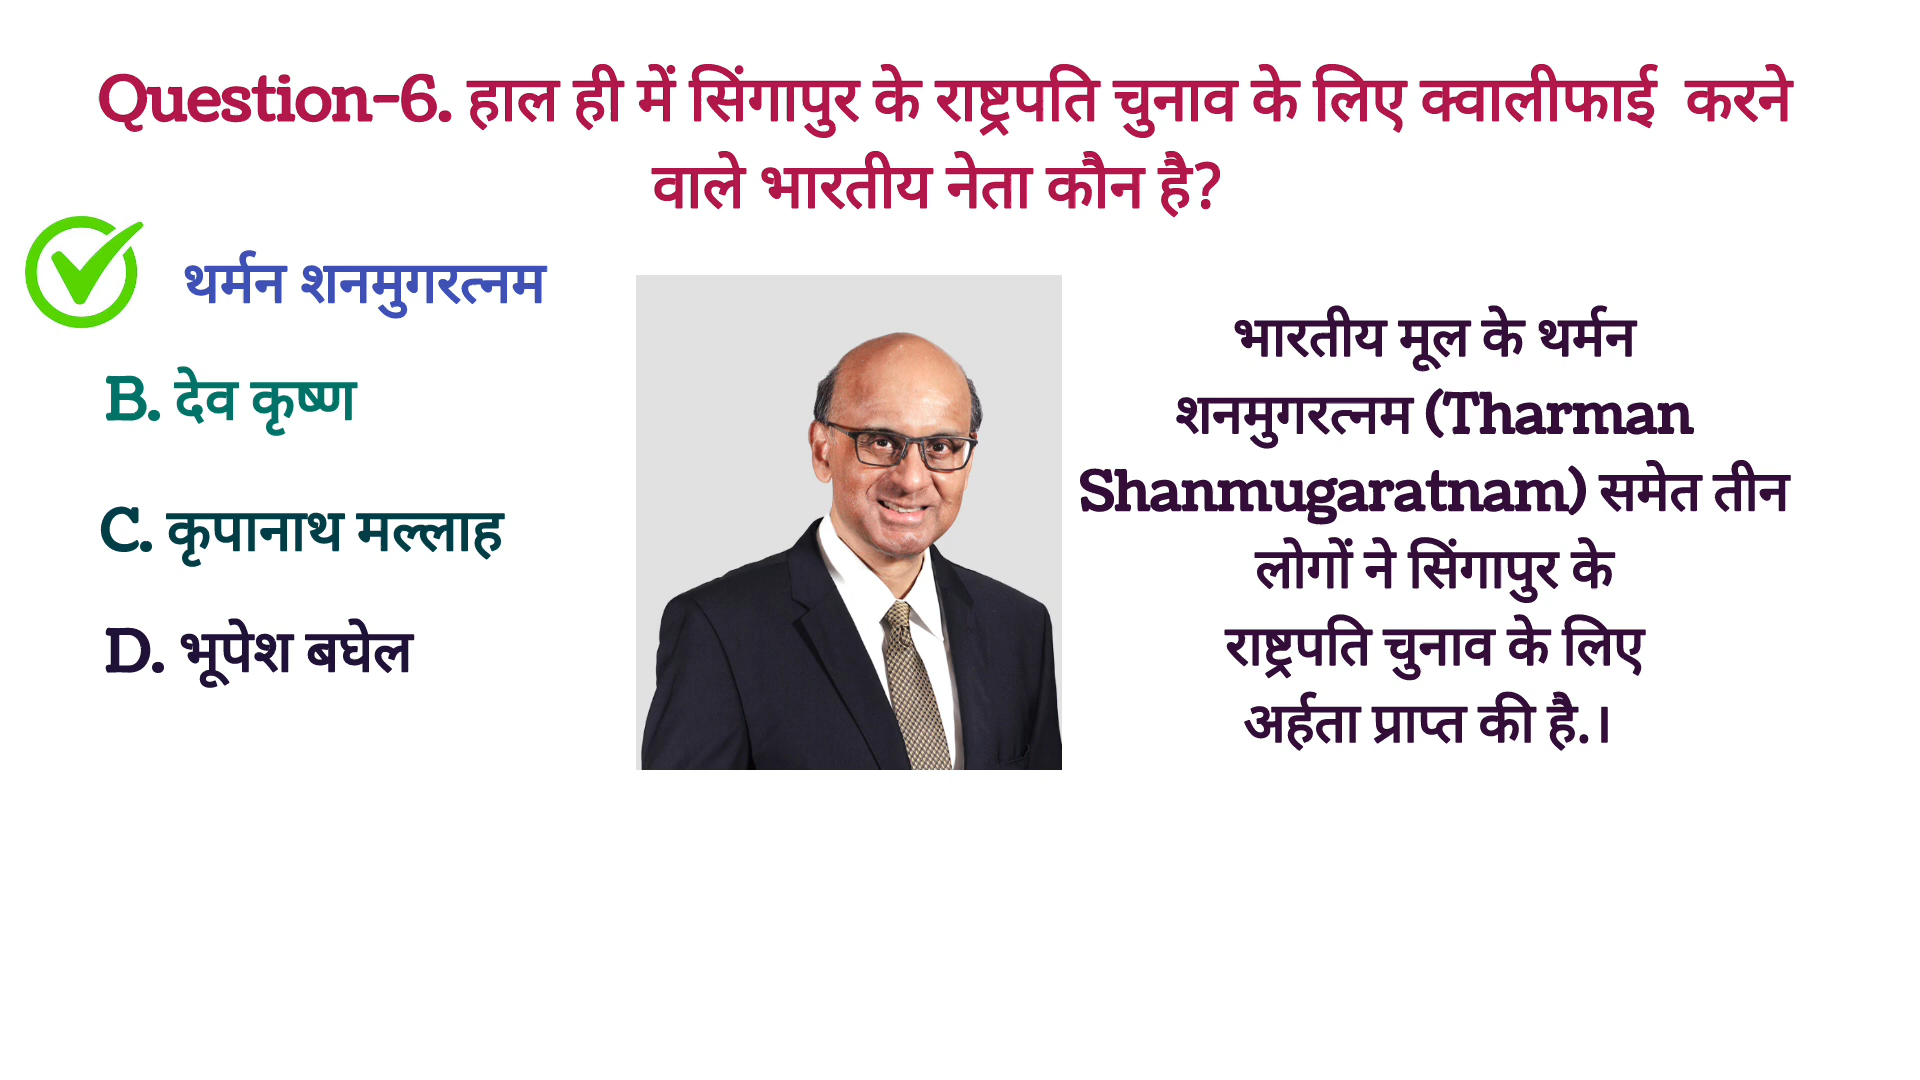 Question-6. हाल ही में सिंगापुर के राष्ट्रपति चुनाव के लिए क्वालीफाई करने
वाले भारतीय नेता कौन है?
थर्मन शनमुगरत्नम
B. देव कृष्ण
C. कृपानाथ मल्लाह
D. भूपेश बघेल
भारतीय मूल के थर्मन
शनमुगरत्नम (Tharman
Shanmugaratnam) समेत तीन
लोगों ने सिंगापुर के
राष्ट्रपति चुनाव के लिए
अर्हता प्राप्त की है.।